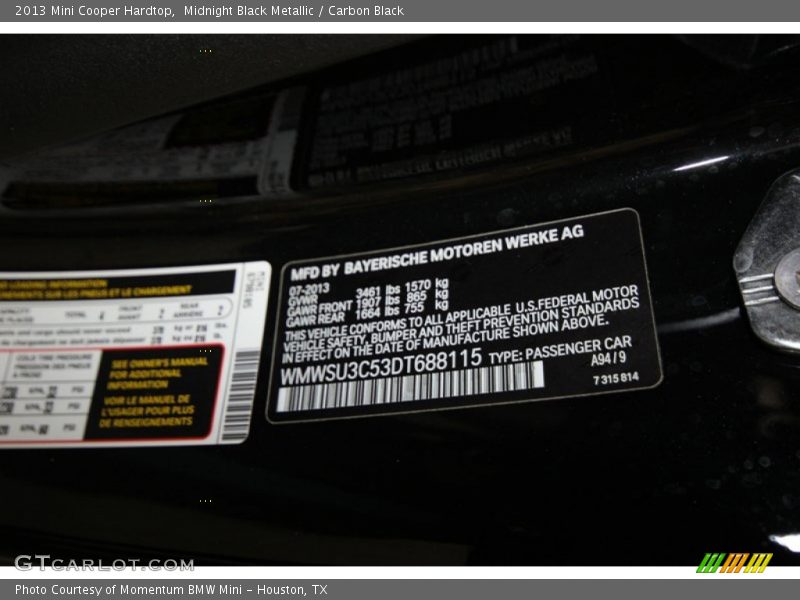 2013 Mini Cooper Hardtop,  Midnight Black Metallic / Carbon Black
MFD BY BAYERISCHE MOTOREN WERKE AG
07-2013
GVWR 3461 lbs 1570 kg
GAWR FRONT 1907 lbs 865 kg
GAWR REAR 1664 lbs 755 kg
THIS VEHICLE CONFORMS TO ALL APPLICABLE U.S.FEDERAL MOTOR
VEHICLE SAFETY, BUMPER AND THEFT PREVENTION STANDARDS
IN EFFECT ON THE DATE OF MANUFACTURE SHOWN ABOVE.
WMWSU3C53DT688115 TYPE: PASSENGER CAR
A94 / 9
7 315 814
SEE OWNER'S MANUAL
FOR ADDITIONAL
INFORMATION
VOIR LE MANUEL DE
L'USAGER POUR PLUS
DE RENSEIGNEMENTS
GTCARLOT.COM
Photo Courtesy of Momentum BMW Mini - Houston, TX